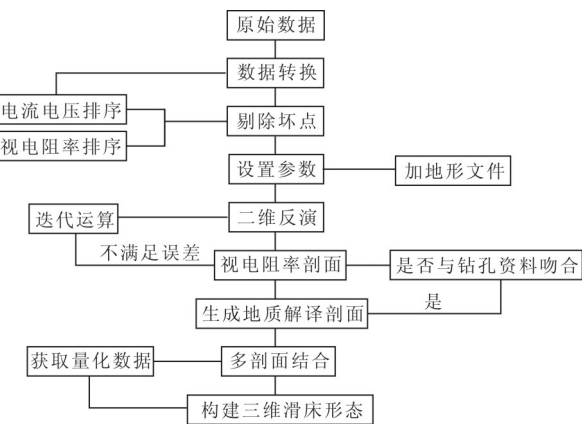 原始数据
数据转换
电流电压排序
剔除坏点
视电阻率排序
设置参数
加地形文件
迭代运算
二维反演
不满足误差
视电阻率剖面
是否与钻孔资料吻合
生成地质解译剖面
是
获取量化数据
多剖面结合
构建三维滑床形态